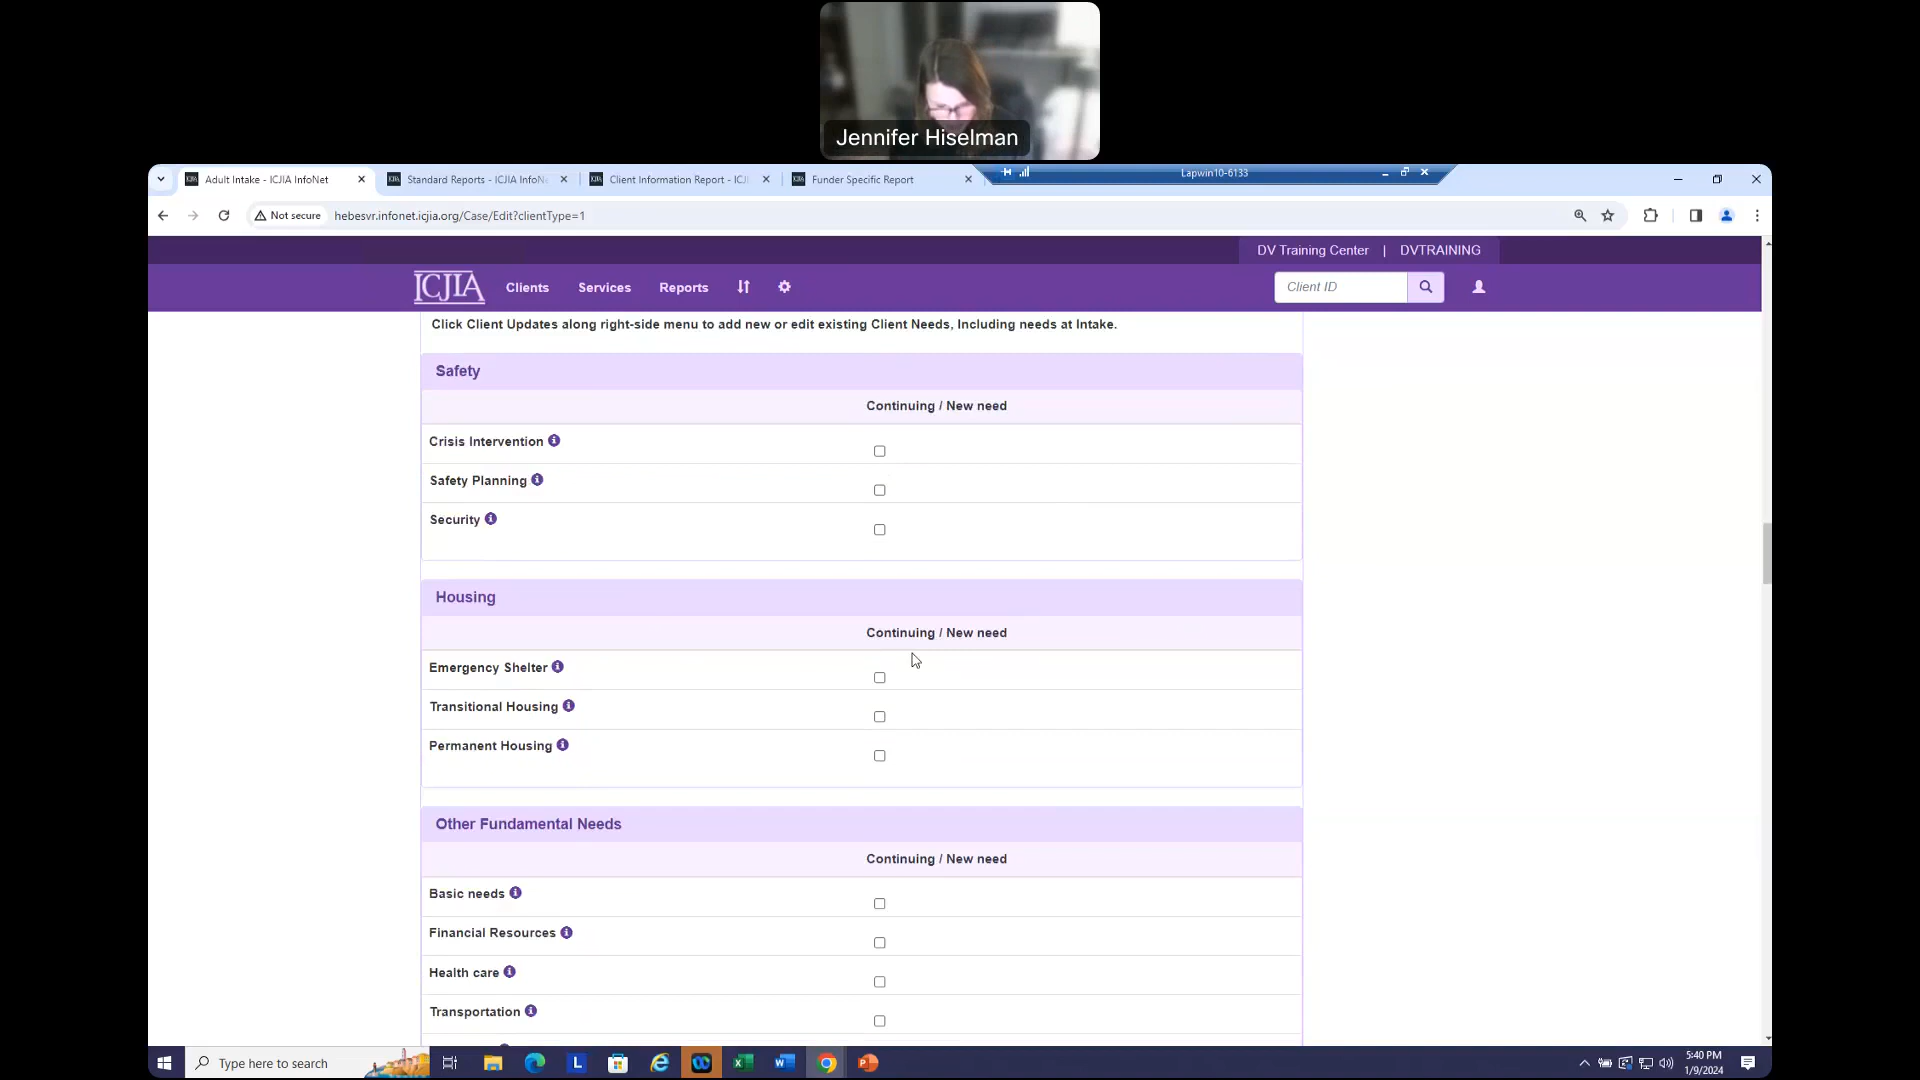 Jennifer Hiselman
Adult Intake - ICJIA InfoNet
Standard Reports - ICJIA InfoN
Client Information Report - ICJI
Funder Specific Report
Lapwin10-6133
Not secure
hebesvr.infonet.icjia.org/Case/Edit?clientType=1
DV Training Center | DVTRAINING
ICJIA
Clients
Services
Reports
Client ID
Click Client Updates along right-side menu to add new or edit existing Client Needs, Including needs at Intake.
Safety
Continuing / New need
Crisis Intervention
Safety Planning
Security
Housing
Continuing / New need
Emergency Shelter
Transitional Housing
Permanent Housing
Other Fundamental Needs
Continuing / New need
Basic needs
Financial Resources
Health care
Transportation
Type here to search
5:40 PM
1/9/2024